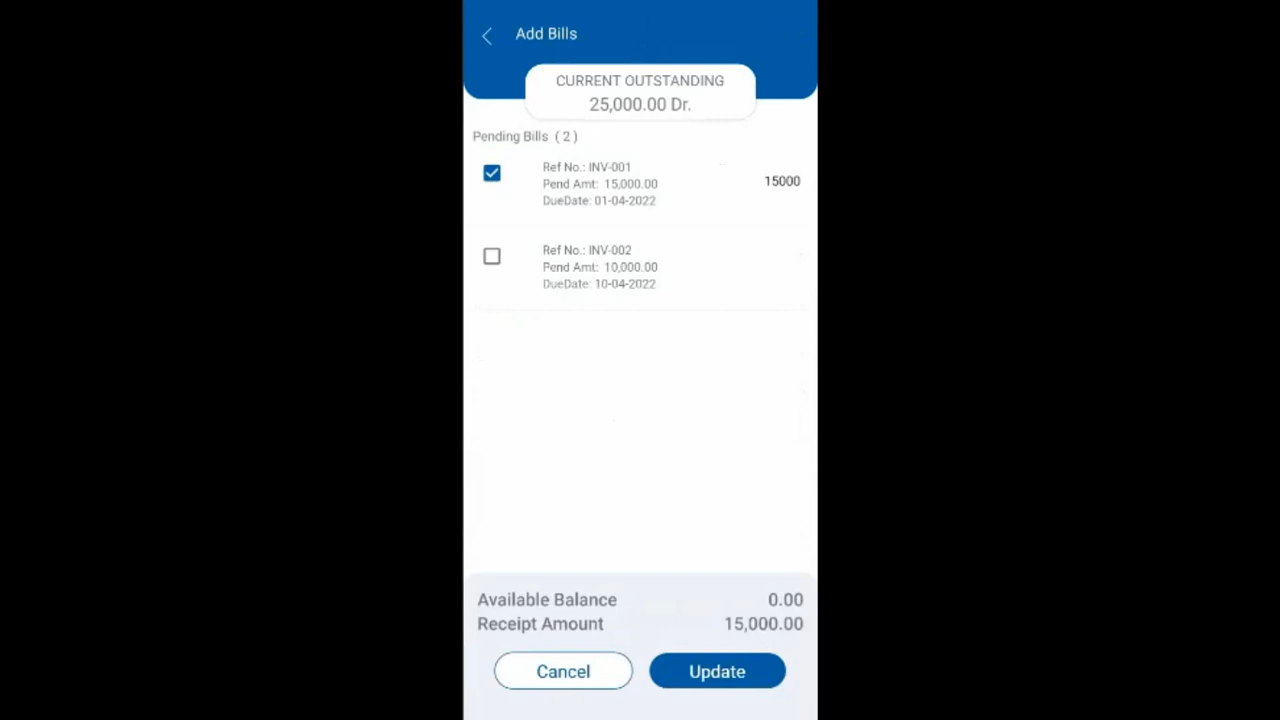 Add Bills
CURRENT OUTSTANDING
25,000.00 Dr.
Pending Bills ( 2 )
Ref No.: INV-001
Pend Amt: 15,000.00
15000
DueDate: 01-04-2022
Ref No.: INV-002
Pend Amt: 10,000.00
DueDate: 10-04-2022
Available Balance 0.00
Receipt Amount 15,000.00
Cancel Update